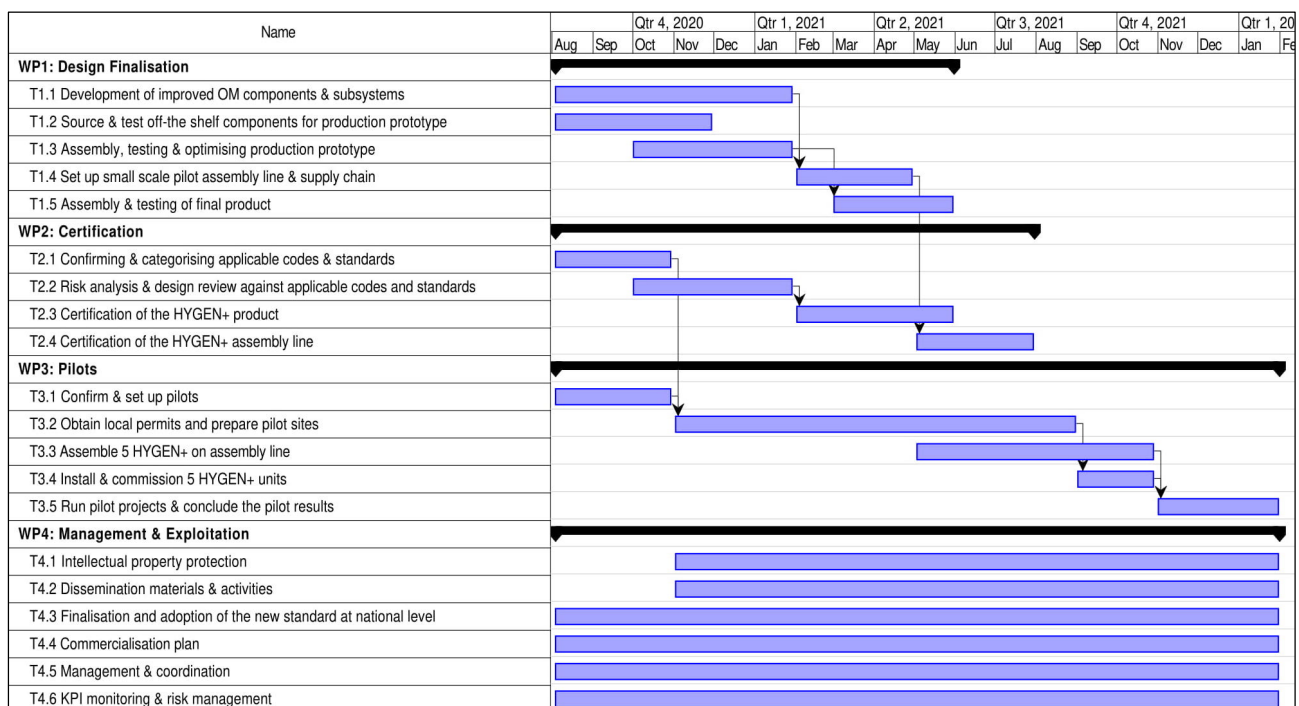 Name
Qtr 4, 2020 Qtr 1, 2021 Qtr 2, 2021 Qtr 3, 2021 Qtr 4, 2021 Qtr 1, 20
Aug Sep Oct Nov Dec Jan Feb Mar Apr May Jun Jul Aug Sep Oct Nov Dec Jan Fe
WP1: Design Finalisation
T1.1 Development of improved OM components & subsystems
T1.2 Source & test off-the shelf components for production prototype
T1.3 Assembly, testing & optimising production prototype
T1.4 Set up small scale pilot assembly line & supply chain
T1.5 Assembly & testing of final product
WP2: Certification
T2.1 Confirming & categorising applicable codes & standards
T2.2 Risk analysis & design review against applicable codes and standards
T2.3 Certification of the HYGEN+ product
T2.4 Certification of the HYGEN+ assembly line
WP3: Pilots
T3.1 Confirm & set up pilots
T3.2 Obtain local permits and prepare pilot sites
T3.3 Assemble 5 HYGEN+ on assembly line
T3.4 Install & commission 5 HYGEN+ units
T3.5 Run pilot projects & conclude the pilot results
WP4: Management & Exploitation
T4.1 Intellectual property protection
T4.2 Dissemination materials & activities
T4.3 Finalisation and adoption of the new standard at national level
T4.4 Commercialisation plan
T4.5 Management & coordination
T4.6 KPI monitoring & risk management